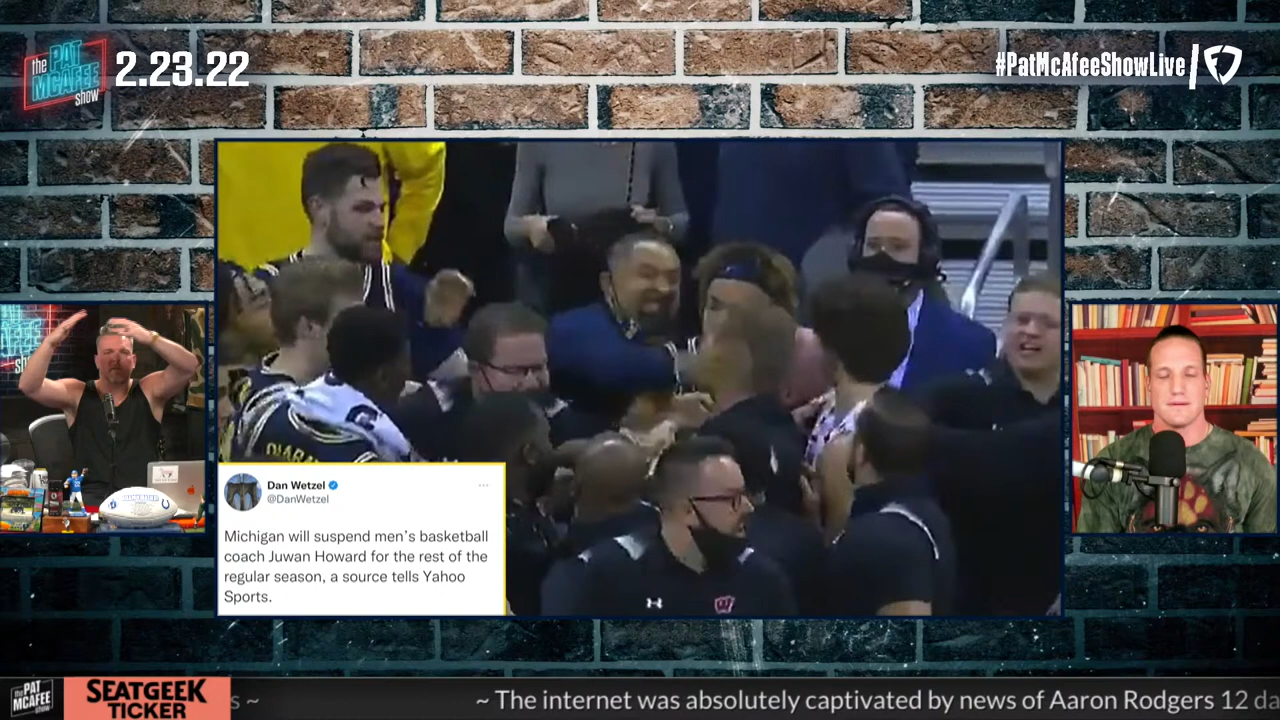 the
PAT
MCAFEE
show
2.23.22
#PatMcAfeeShowLive
Dan Wetzel
@DanWetzel
Michigan will suspend men's basketball
coach Juwan Howard for the rest of the
regular season, a source tells Yahoo
Sports.
the
PAT
MCAFEE
show
SEATGEEK
TICKER
s ~
~ The internet was absolutely captivated by news of Aaron Rodgers 12 da